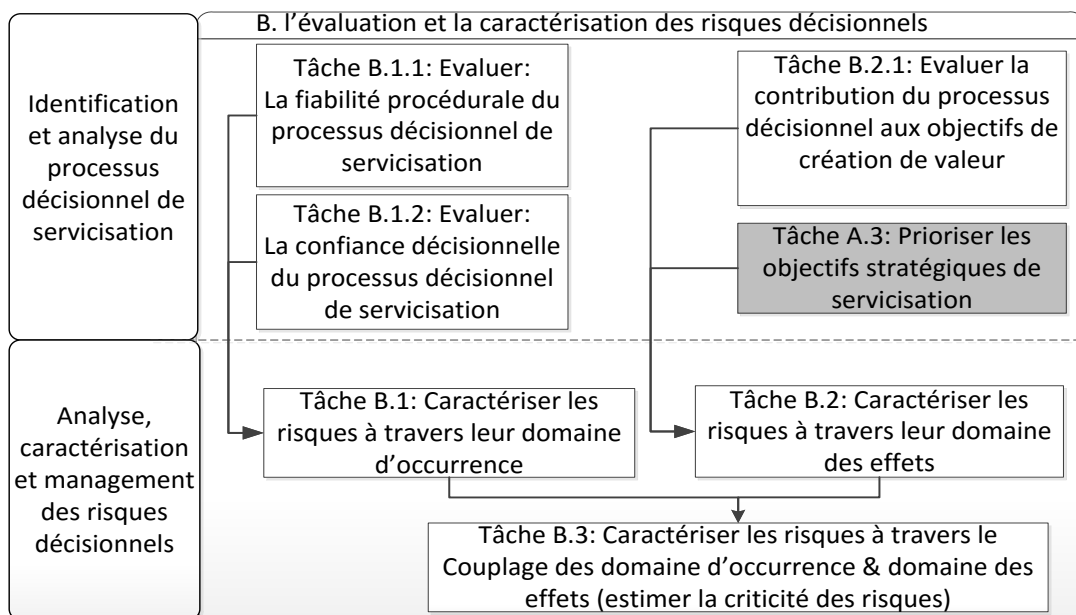 B. l’évaluation et la caractérisation des risques décisionnels
Identification
et analyse du
processus
décisionnel de
servicisation
Tâche B.1.1: Evaluer:
La fiabilité procédurale du
processus décisionnel de
servicisation
Tâche B.1.2: Evaluer:
La confiance décisionnelle
du processus décisionnel
de servicisation
Tâche B.2.1: Evaluer la
contribution du processus
décisionnel aux objectifs de
création de valeur
Tâche A.3: Prioriser les
objectifs stratégiques de
servicisation
Analyse,
caractérisation
et management
des risques
décisionnels
Tâche B.1: Caractériser les
risques à travers leur domaine
d’occurrence
Tâche B.2: Caractériser les
risques à travers leur domaine
des effets
Tâche B.3: Caractériser les risques à travers le
Couplage des domaine d’occurrence & domaine des
effets (estimer la criticité des risques)